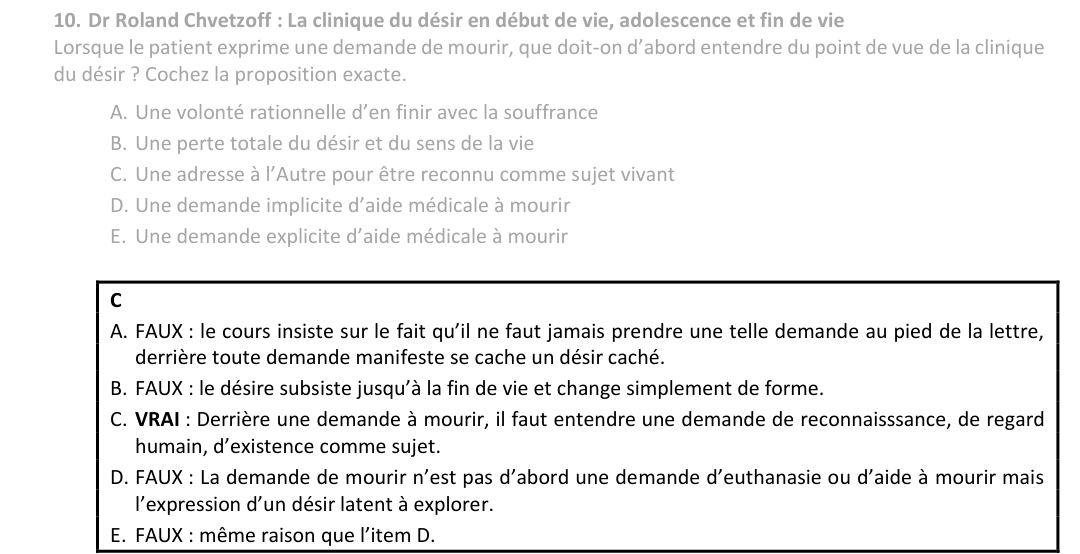 10. Dr Roland Chvetzoff : La clinique du désir en début de vie, adolescence et fin de vie
Lorsque le patient exprime une demande de mourir, que doit-on d’abord entendre du point de vue de la clinique
du désir ? Cochez la proposition exacte.
A. Une volonté rationnelle d’en finir avec la souffrance
B. Une perte totale du désir et du sens de la vie
C. Une adresse à l’Autre pour être reconnu comme sujet vivant
D. Une demande implicite d’aide médicale à mourir
E. Une demande explicite d’aide médicale à mourir
C
A. FAUX : le cours insiste sur le fait qu’il ne faut jamais prendre une telle demande au pied de la lettre,
derrière toute demande manifeste se cache un désir caché.
B. FAUX : le désire subsiste jusqu’à la fin de vie et change simplement de forme.
C. VRAI : Derrière une demande à mourir, il faut entendre une demande de reconnaisssance, de regard
humain, d’existence comme sujet.
D. FAUX : La demande de mourir n’est pas d’abord une demande d’euthanasie ou d’aide à mourir mais
l’expression d’un désir latent à explorer.
E. FAUX : même raison que l’item D.